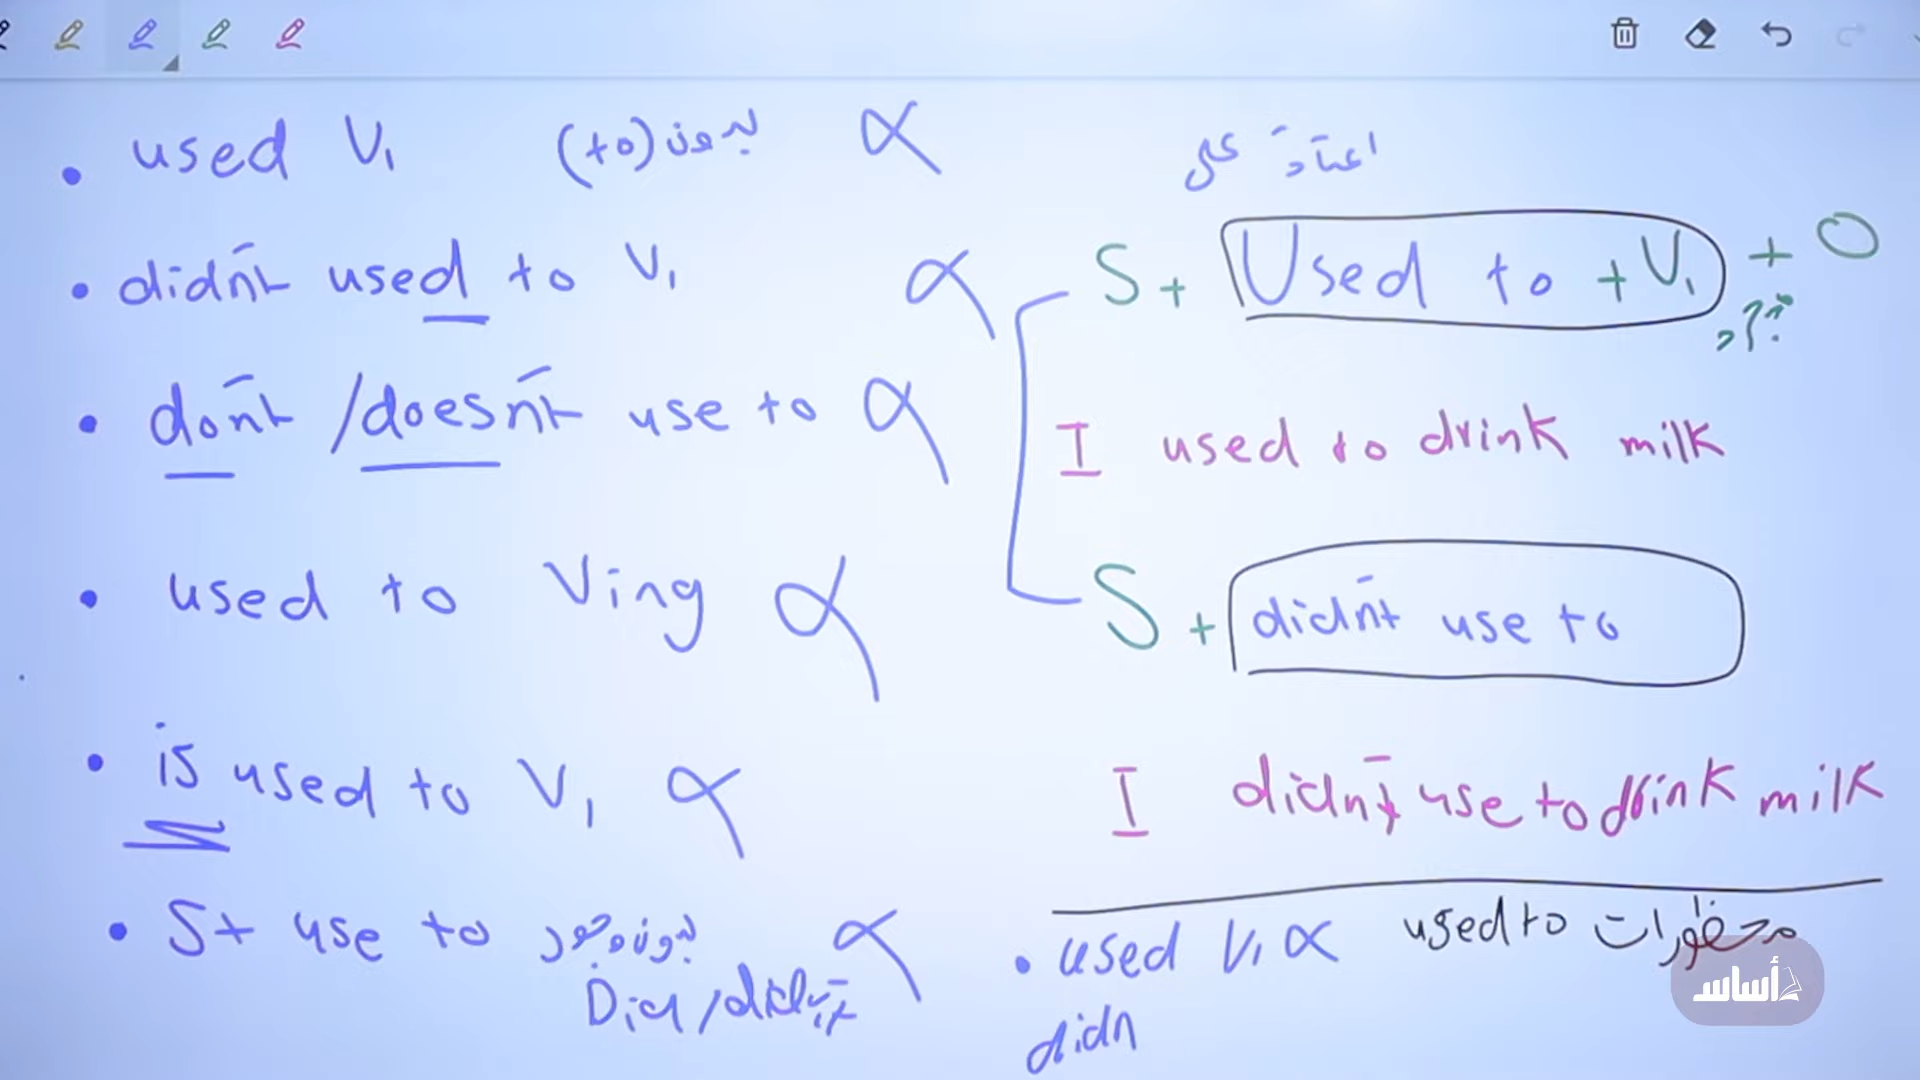 used V1 (to) بدون α
• didn't used to V1 α
• don't / doesn't use to α
• used to Ving α
• is used to V1 α
• S+ use to بدون وجود α
Did / didn't
اعتاد على
S + Used to + V1 + O
مجرد
I used to drink milk
S + didn't use to
I didn't use to drink milk
محظورات used to
• used V1 α
didn
أساس